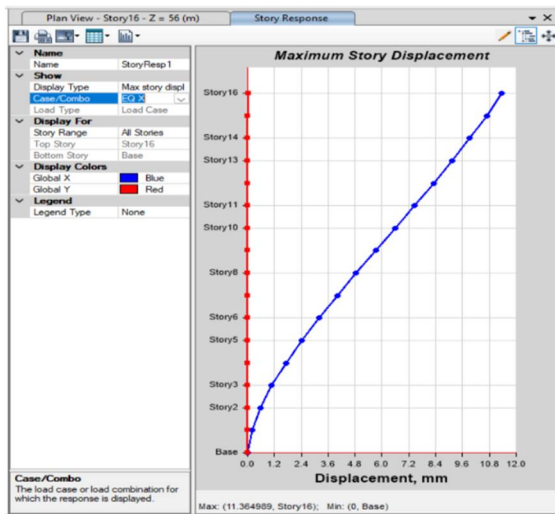 Plan View - Story16 - Z = 56 (m)
Story Response
Name
Name StoryResp1
Show
Display Type Max story displ
Case/Combo EQ X
Load Type Load Case
Display For
Story Range All Stories
Top Story Story16
Bottom Story Base
Display Colors
Global X Blue
Global Y Red
Legend
Legend Type None
Case/Combo
The load case or load combination for
which the response is displayed.
Maximum Story Displacement
Story16
Story14
Story13
Story11
Story10
Story8
Story6
Story5
Story3
Story2
Base
0.0 1.2 2.4 3.6 4.8 6.0 7.2 8.4 9.6 10.8 12.0
Displacement, mm
Max: (11.364989, Story16); Min: (0, Base)